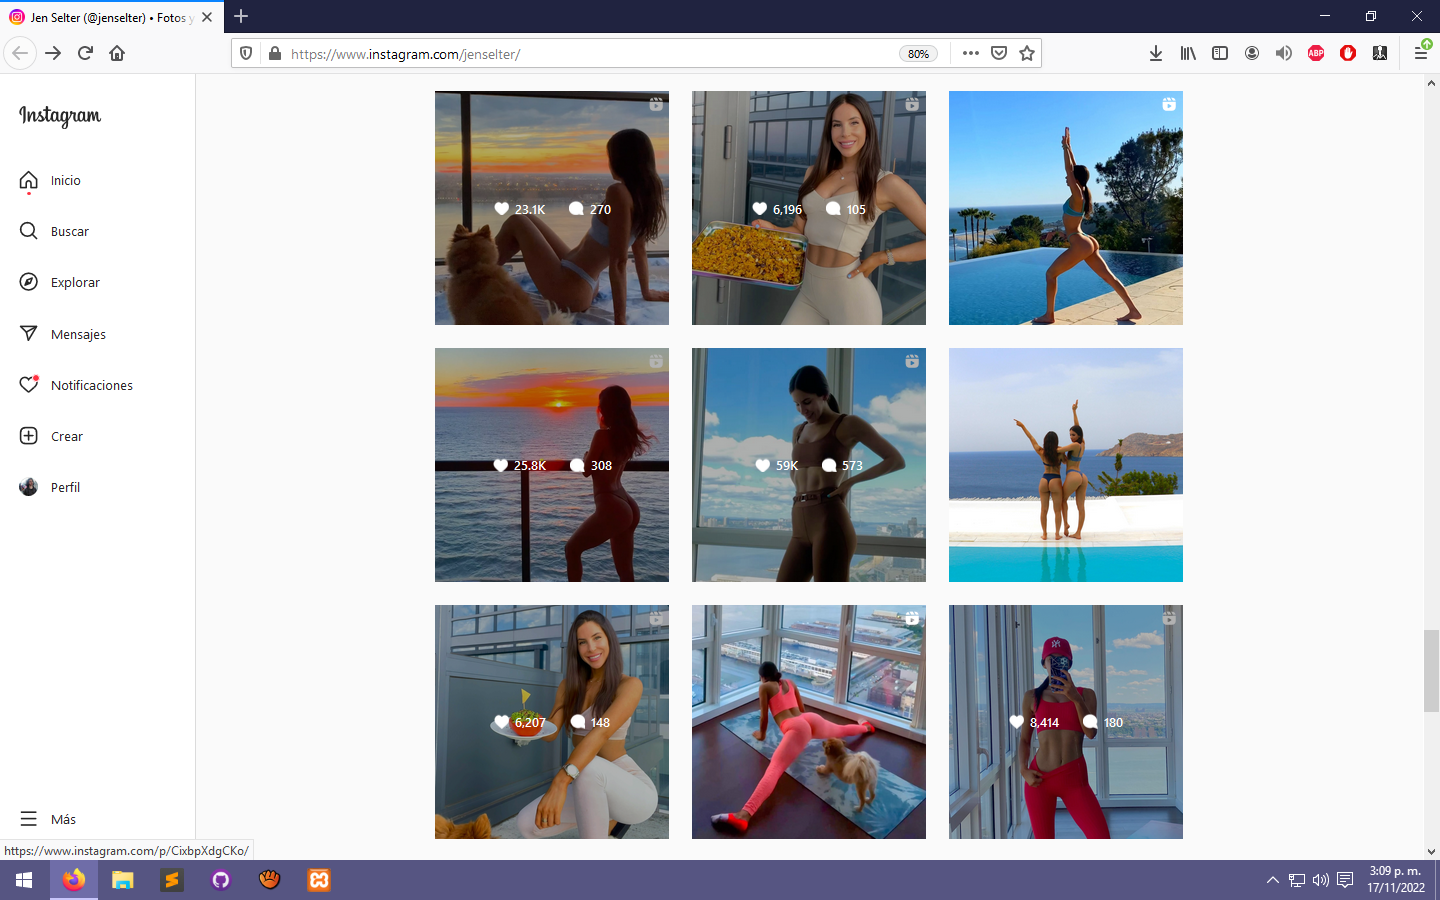 Jen Selter (@jenselter) • Fotos y
https://www.instagram.com/jenselter/
80%
ABP
Instagram
Inicio
Buscar
Explorar
Mensajes
Notificaciones
Crear
Perfil
Más
23.1K 270
6,196 105
25.8K 308
59K 573
6,207 148
8,414 180
https://www.instagram.com/p/CixbpXdgCKo/
3:09 p. m.
17/11/2022